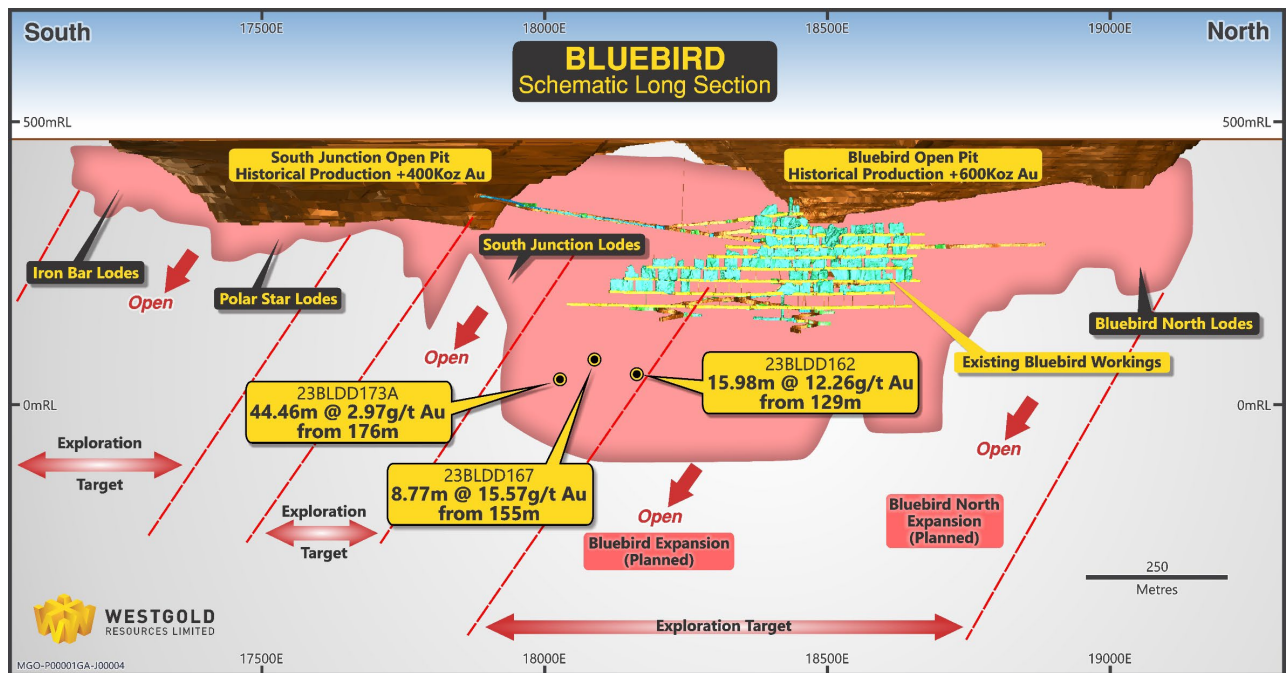 South
17500E
18000E
18500E
19000E
North
BLUEBIRD
Schematic Long Section
500mRL
500mRL
South Junction Open Pit
Historical Production +400Koz Au
Bluebird Open Pit
Historical Production +600Koz Au
South Junction Lodes
Iron Bar Lodes
Open
Polar Star Lodes
Bluebird North Lodes
Open
Existing Bluebird Workings
23BLDD162
15.98m @ 12.26g/t Au
from 129m
23BLDD173A
44.46m @ 2.97g/t Au
from 176m
0mRL
0mRL
Exploration
Target
Open
23BLDD167
8.77m @ 15.57g/t Au
from 155m
Exploration
Target
Open
Bluebird Expansion
(Planned)
Bluebird North
Expansion
(Planned)
250
Metres
WESTGOLD
RESOURCES LIMITED
Exploration Target
MGO-P00001GA-J00004
17500E
18000E
18500E
19000E